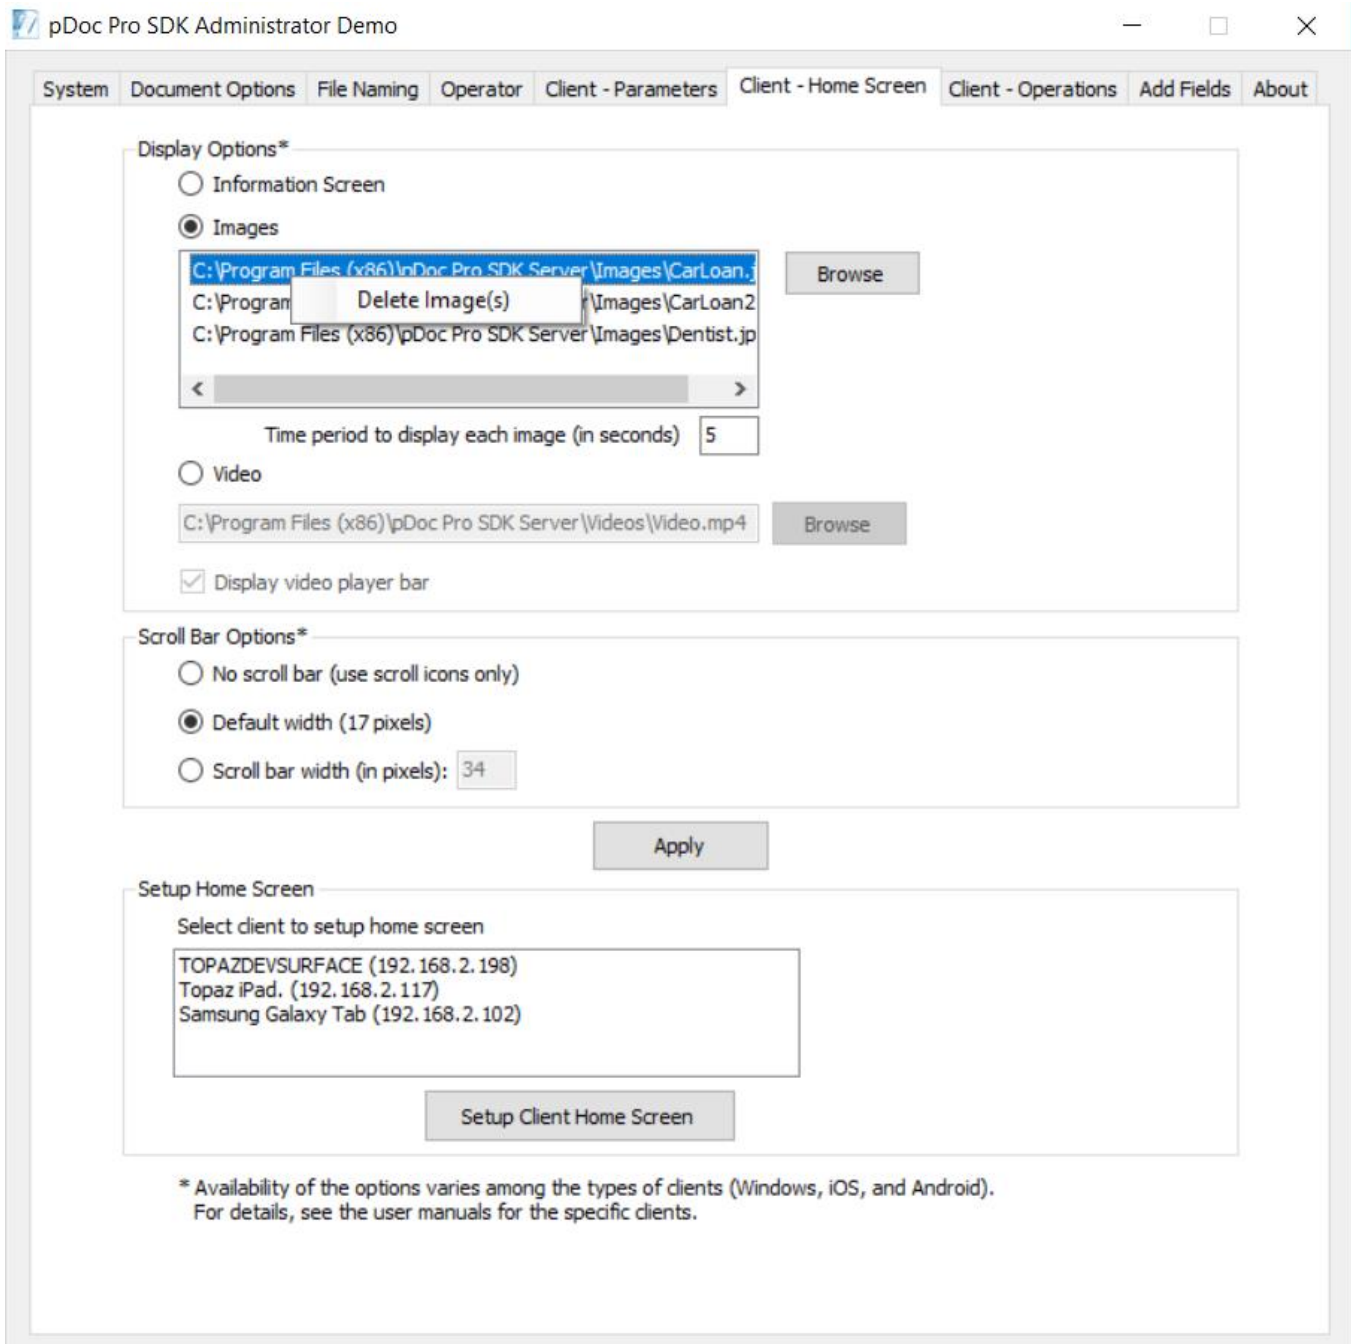 pDoc Pro SDK Administrator Demo
System Document Options File Naming Operator Client - Parameters Client - Home Screen Client - Operations Add Fields About
Display Options*
Information Screen
Images
C:\Program Files (x86)\pDoc Pro SDK Server\Images\CarLoan.j
Browse
Delete Image(s)
C:\Program \Images\CarLoan2
C:\Program Files (x86)\pDoc Pro SDK Server\Images\Dentist.jp
Time period to display each image (in seconds) 5
Video
C:\Program Files (x86)\pDoc Pro SDK Server\Videos\Video.mp4
Browse
Display video player bar
Scroll Bar Options*
No scroll bar (use scroll icons only)
Default width (17 pixels)
Scroll bar width (in pixels): 34
Apply
Setup Home Screen
Select client to setup home screen
TOPAZDEVSURFACE (192.168.2.198)
Topaz iPad. (192.168.2.117)
Samsung Galaxy Tab (192.168.2.102)
Setup Client Home Screen
* Availability of the options varies among the types of clients (Windows, iOS, and Android).
For details, see the user manuals for the specific clients.